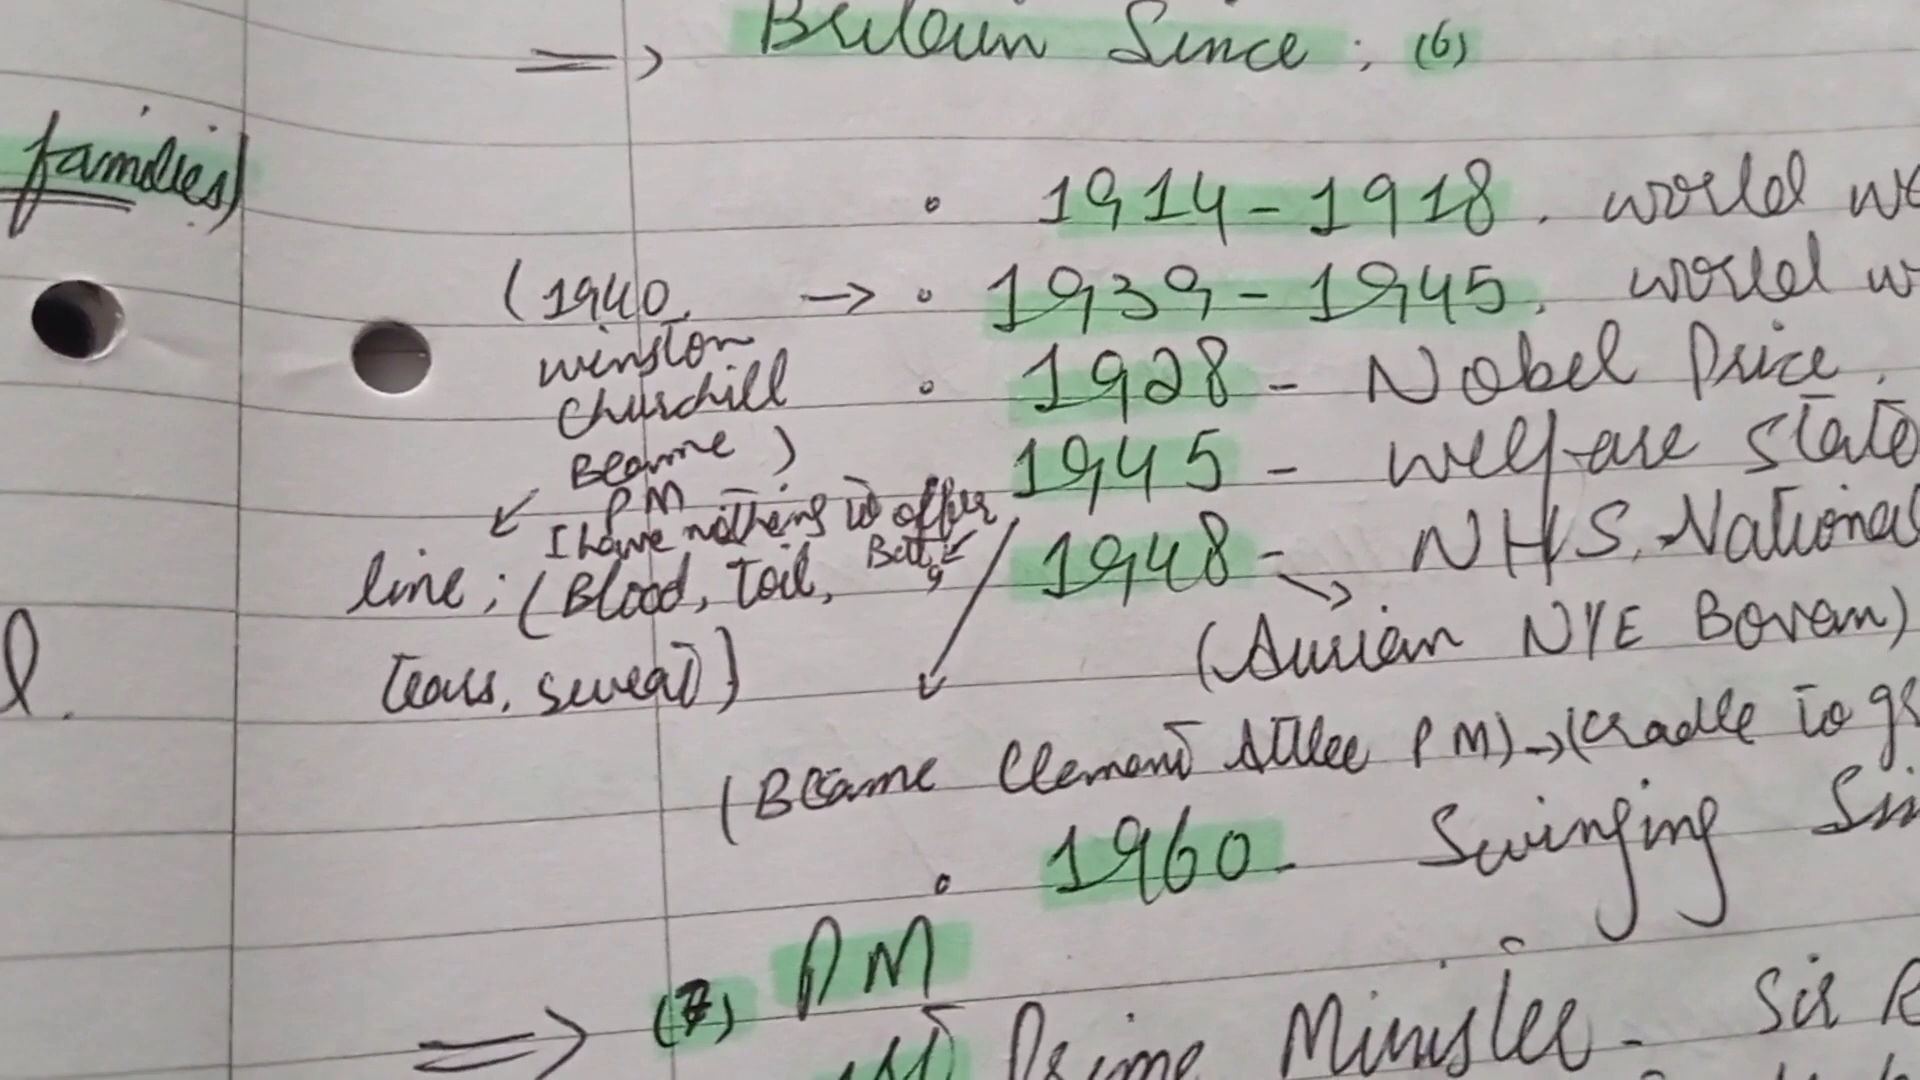 => Britain Since : (6)
families)
• 1914-1918. world
(1940, -> • 1939-1945. world
winston
Churchill
Became)
PM
• 1928 - Nobel Price.
1945 - welfare state
I have nothing to offer
But,
line; (Blood, Toil,
tears, sweat)
1948 - NHS, National
(Aurian NYE Bovan)
l.
(Became Clemant Attlee PM) -> (cradle to
• 1960 - Swinging
=> (7) PM
1st Prime Minister - Sir R